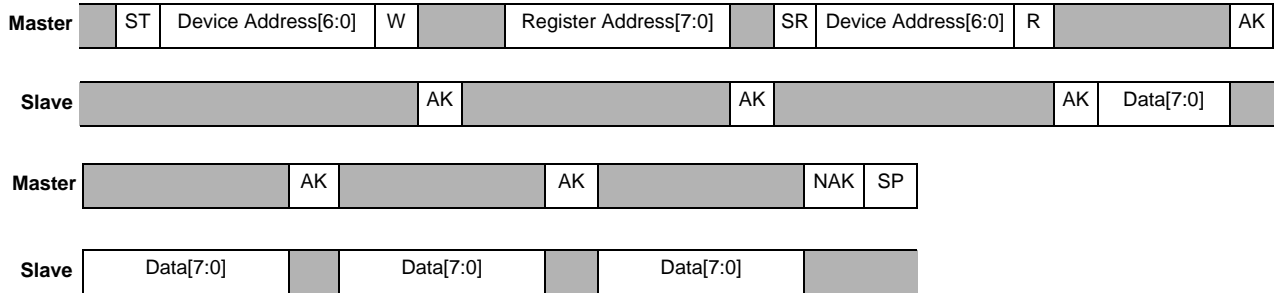 Master ST Device Address[6:0] W Register Address[7:0] SR Device Address[6:0] R AK
Slave AK AK AK Data[7:0]
Master AK AK NAK SP
Slave Data[7:0] Data[7:0] Data[7:0]